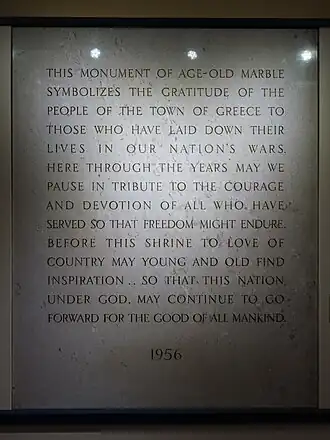 THIS MONUMENT OF AGE-OLD MARBLE
SYMBOLIZES THE GRATITUDE OF THE
PEOPLE OF THE TOWN OF GREECE TO
THOSE WHO HAVE LAID DOWN THEIR
LIVES IN OUR NATION'S WARS.
HERE THROUGH THE YEARS MAY WE
PAUSE IN TRIBUTE TO THE COURAGE
AND DEVOTION OF ALL WHO HAVE
SERVED SO THAT FREEDOM MIGHT ENDURE.
BEFORE THIS SHRINE TO LOVE OF
COUNTRY MAY YOUNG AND OLD FIND
INSPIRATION.. SO THAT THIS NATION,
UNDER GOD, MAY CONTINUE TO GO
FORWARD FOR THE GOOD OF ALL MANKIND.
1956